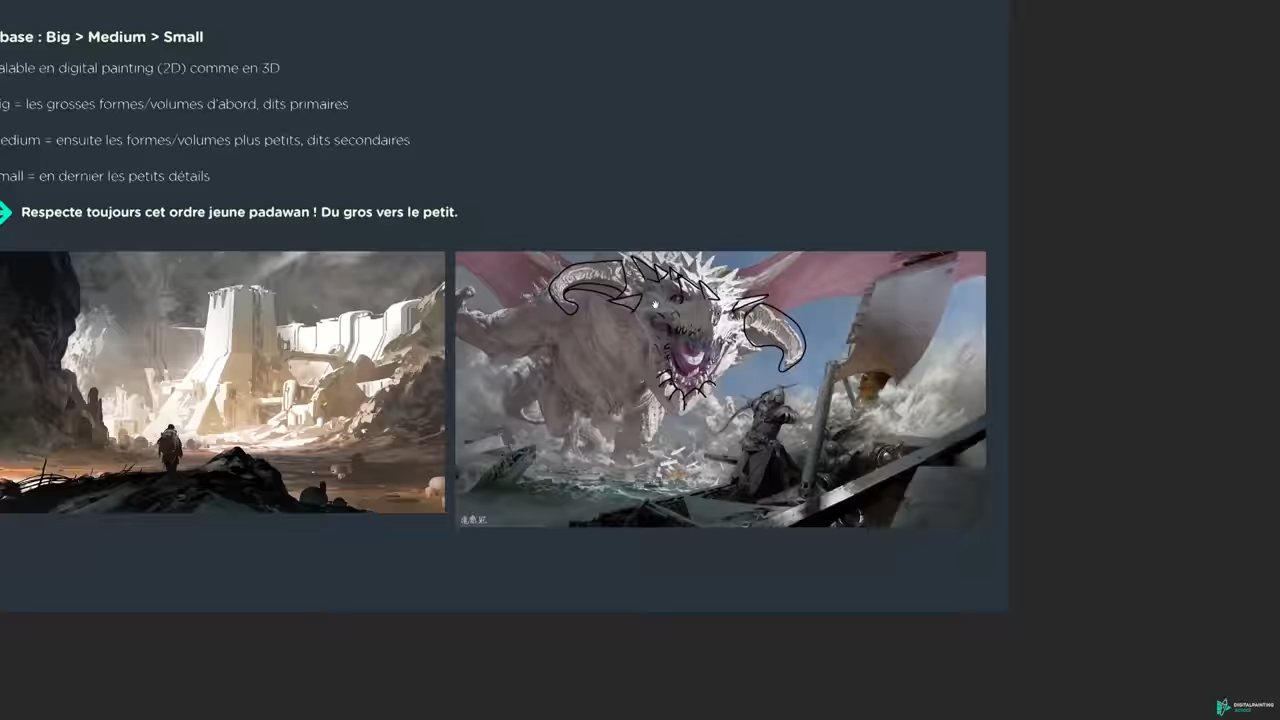 base : Big > Medium > Small
alable en digital painting (2D) comme en 3D
ig = les grosses formes/volumes d'abord, dits primaires
edium = ensuite les formes/volumes plus petits, dits secondaires
mall = en dernier les petits détails
Respecte toujours cet ordre jeune padawan ! Du gros vers le petit.
DIGITALPAINTING
school